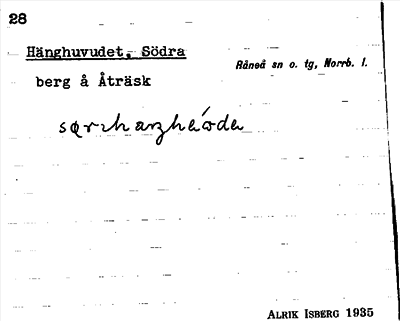 28
Hänghuvudet, Södra
Råneå sn o. tg, Norrb. l.
berg å Åträsk
ALRIK ISBERG 1935